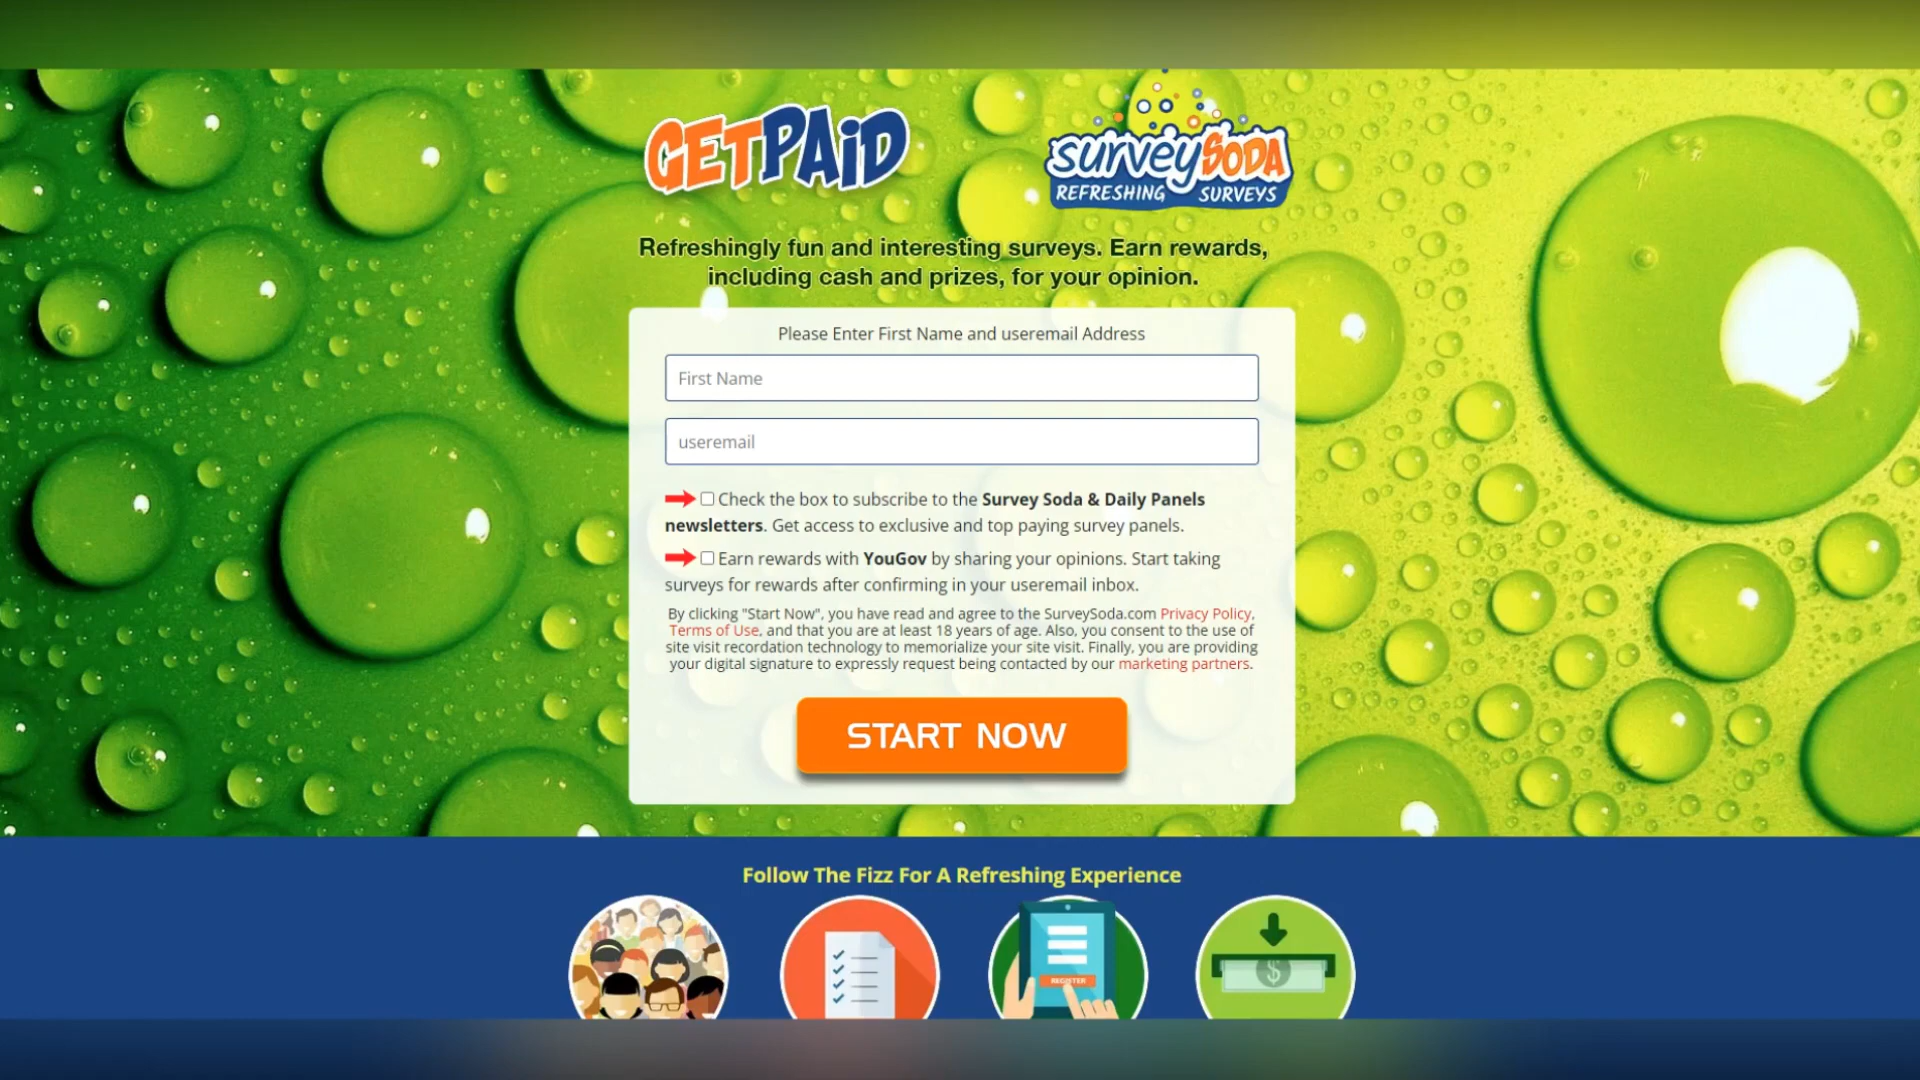 GETPAiD
surveySODA
REFRESHING SURVEYS
Refreshingly fun and interesting surveys. Earn rewards,
including cash and prizes, for your opinion.
Please Enter First Name and useremail Address
First Name
useremail
Check the box to subscribe to the Survey Soda & Daily Panels
newsletters. Get access to exclusive and top paying survey panels.
Earn rewards with YouGov by sharing your opinions. Start taking
surveys for rewards after confirming in your useremail inbox.
By clicking "Start Now", you have read and agree to the SurveySoda.com Privacy Policy,
Terms of Use, and that you are at least 18 years of age. Also, you consent to the use of
site visit recordation technology to memorialize your site visit. Finally, you are providing
your digital signature to expressly request being contacted by our marketing partners.
START NOW
Follow The Fizz For A Refreshing Experience
REGISTER
$